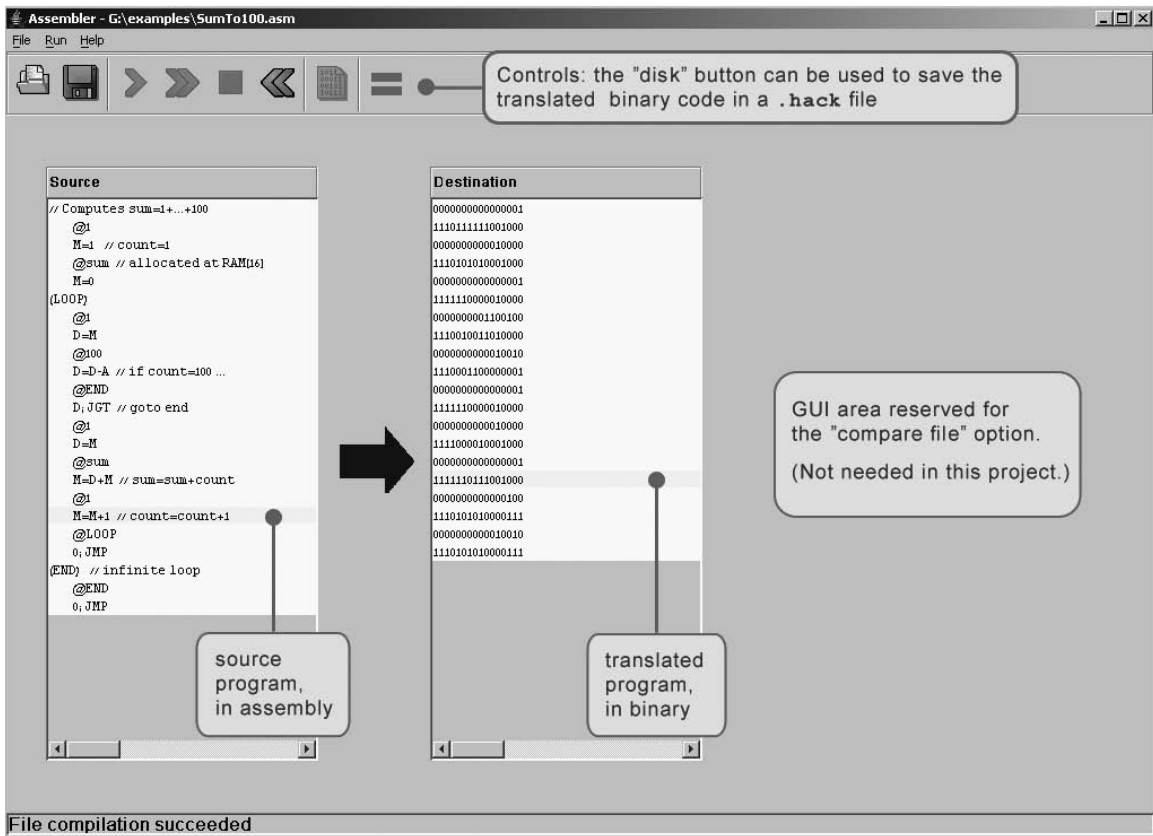 Assembler - G:\examples\SumTo100.asm
File Run Help
Controls: the "disk" button can be used to save the
translated binary code in a .hack file
Source
// Computes sum=1+...+100
@1
M=1 // count=1
@sum // allocated at RAM[16]
M=0
(LOOP)
@1
D=M
@100
D=D-A // if count=100 ...
@END
D;JGT // goto end
@1
D=M
@sum
M=D+M // sum=sum+count
@1
M=M+1 // count=count+1
@LOOP
0;JMP
(END) // infinite loop
@END
0;JMP
source
program,
in assembly
Destination
0000000000000001
1110111111001000
0000000000010000
1110101010001000
0000000000000001
1111110000010000
0000000001100100
1110010011010000
0000000000010010
1110001100000001
0000000000000001
1111110000010000
0000000000010000
1111000010001000
0000000000000001
1111110111001000
0000000000000100
1110101010000111
0000000000010010
1110101010000111
translated
program,
in binary
GUI area reserved for
the "compare file" option.
(Not needed in this project.)
File compilation succeeded